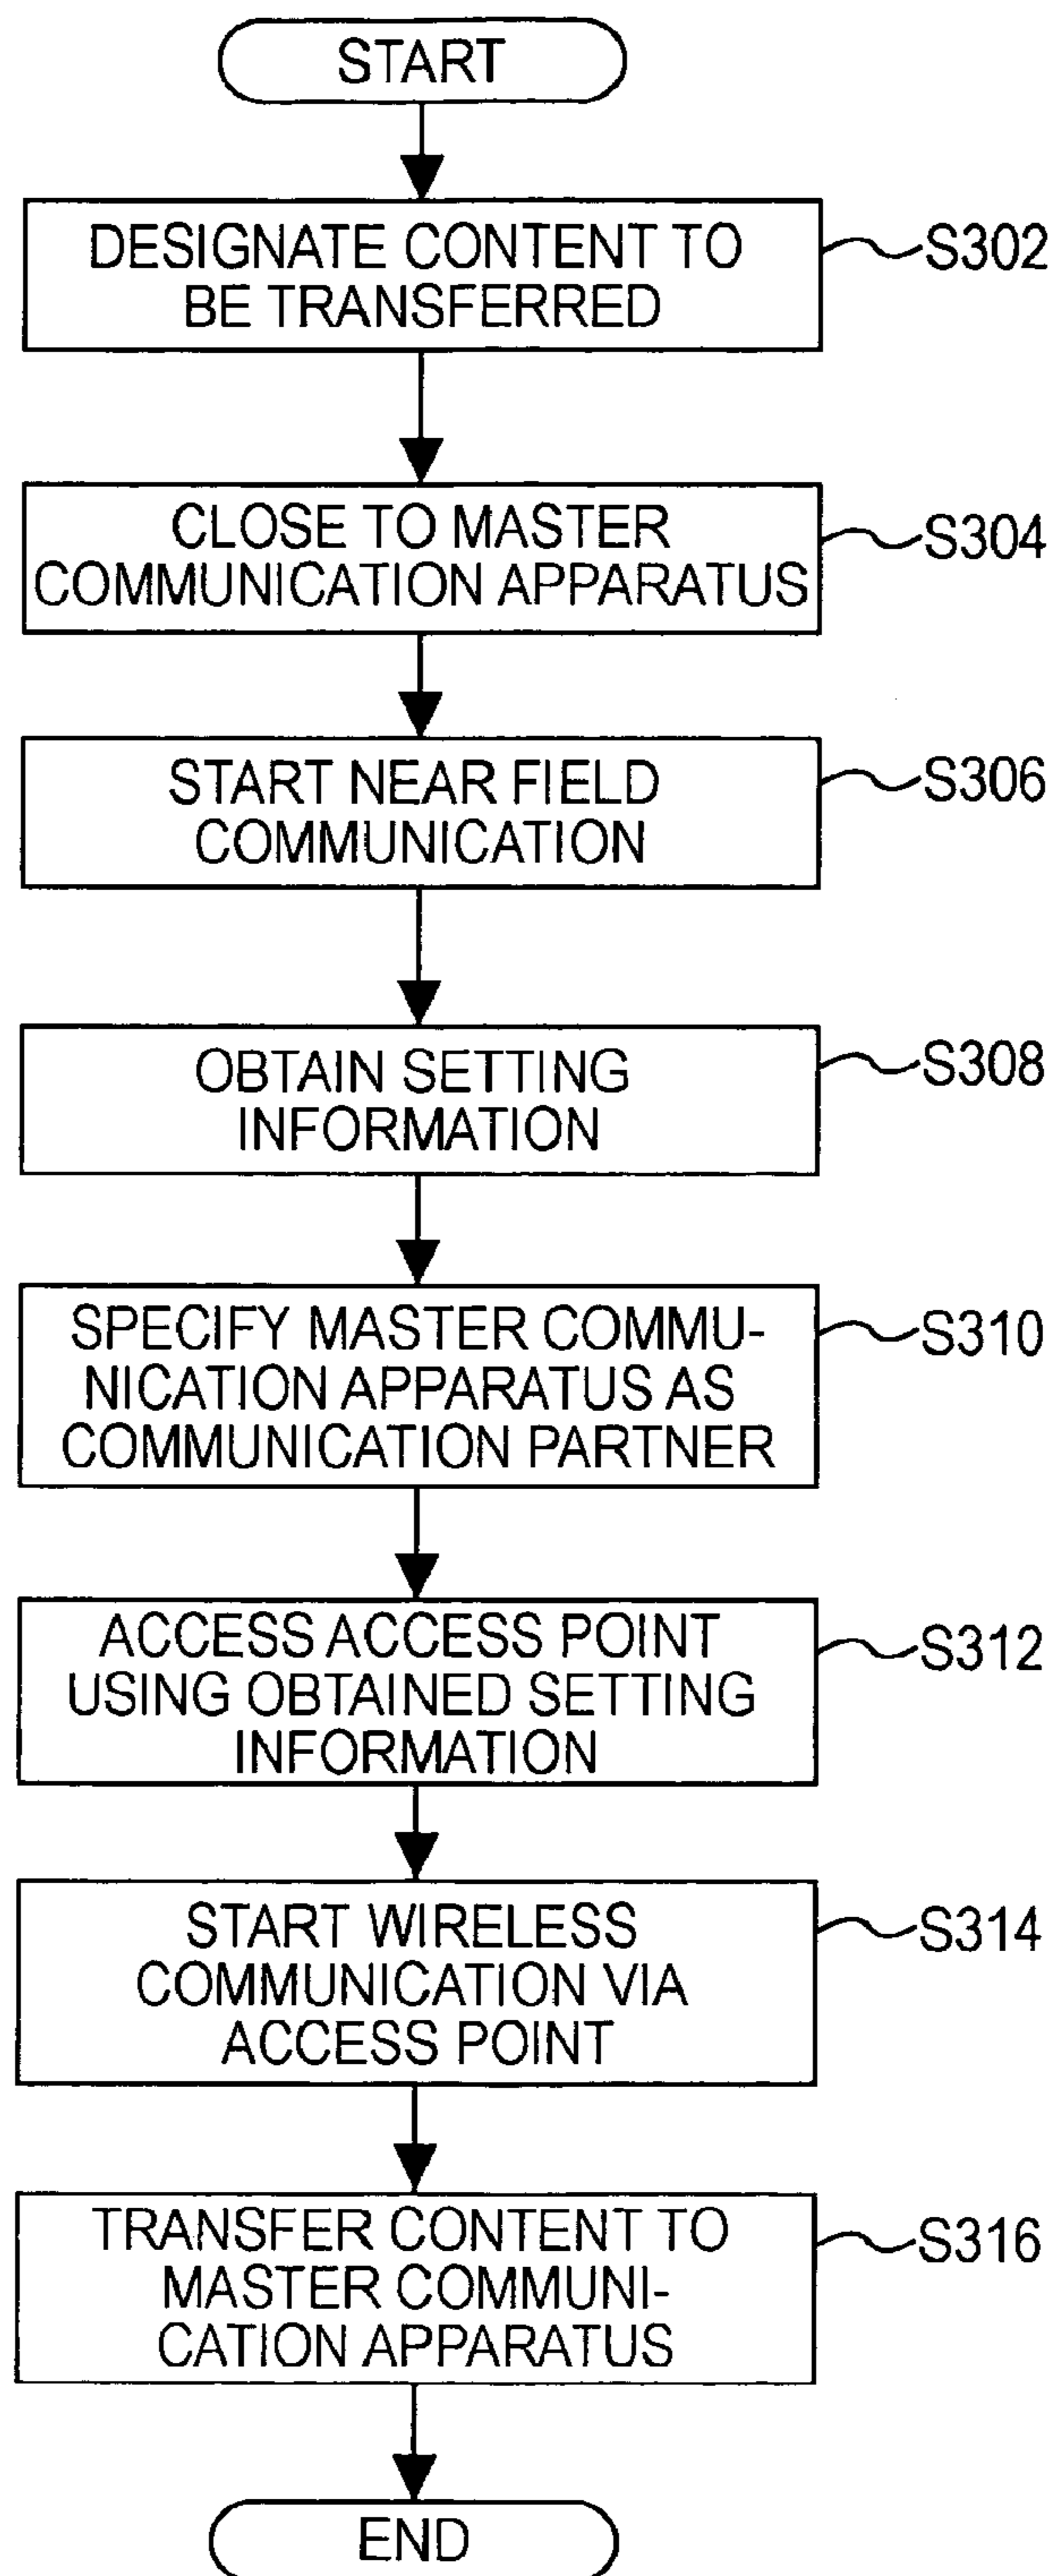 START
DESIGNATE CONTENT TO
BE TRANSFERRED
S302
CLOSE TO MASTER
COMMUNICATION APPARATUS
S304
START NEAR FIELD
COMMUNICATION
S306
OBTAIN SETTING
INFORMATION
S308
SPECIFY MASTER COMMU-
NICATION APPARATUS AS
COMMUNICATION PARTNER
S310
ACCESS ACCESS POINT
USING OBTAINED SETTING
INFORMATION
S312
START WIRELESS
COMMUNICATION VIA
ACCESS POINT
S314
TRANSFER CONTENT TO
MASTER COMMUNI-
CATION APPARATUS
S316
END